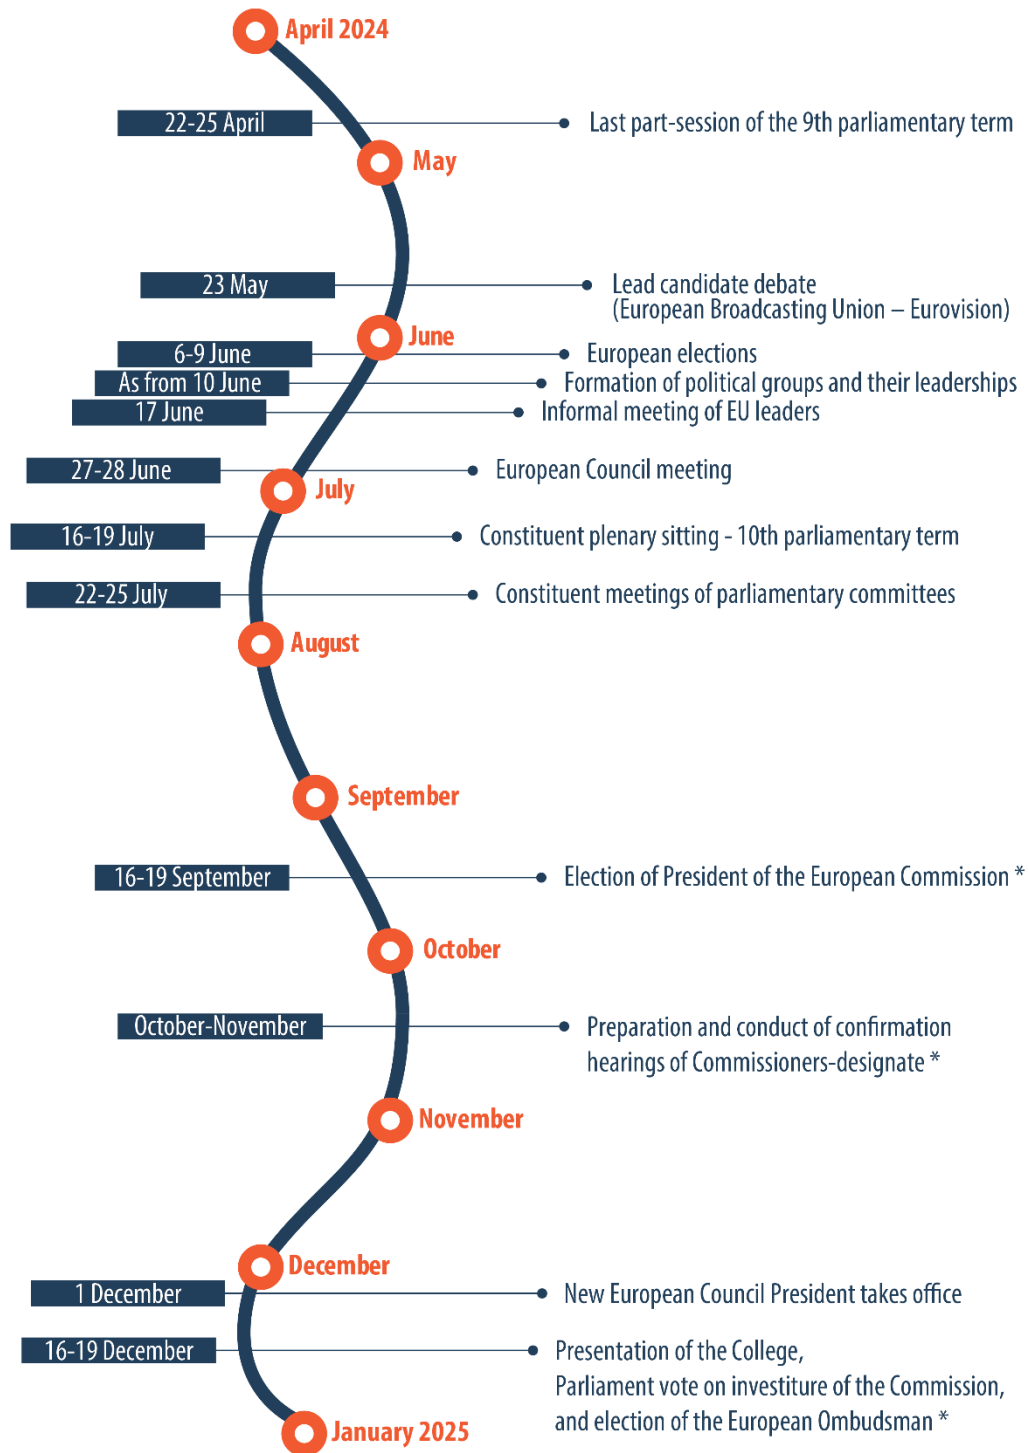 April 2024
22-25 April
Last part-session of the 9th parliamentary term
May
23 May
Lead candidate debate
(European Broadcasting Union – Eurovision)
June
6-9 June
European elections
As from 10 June
Formation of political groups and their leaderships
17 June
Informal meeting of EU leaders
27-28 June
European Council meeting
July
16-19 July
Constituent plenary sitting - 10th parliamentary term
22-25 July
Constituent meetings of parliamentary committees
August
September
16-19 September
Election of President of the European Commission *
October
October-November
Preparation and conduct of confirmation
hearings of Commissioners-designate *
November
December
1 December
New European Council President takes office
16-19 December
Presentation of the College,
Parliament vote on investiture of the Commission,
and election of the European Ombudsman *
January 2025